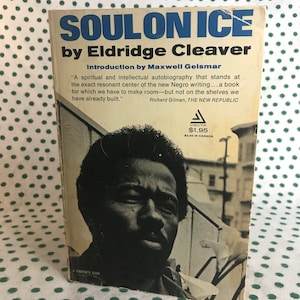 SOUL ON ICE
by Eldridge Cleaver
Introduction by Maxwell Geismar
"A spiritual and intellectual autobiography that stands at
the exact resonant center of the new Negro writing...a book
for which we have to make room—but not on the shelves we
have already built."
Richard Gilman, THE NEW REPUBLIC
$1.95